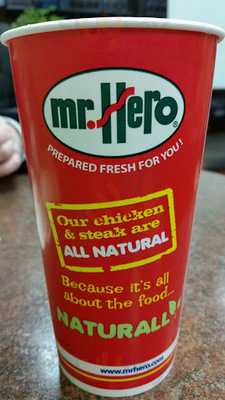 mr.Hero®
PREPARED FRESH FOR YOU!
Our chicken
& steak are
ALL NATURAL
Because it's all
about the food...
NATURALLY
www.mrhero.com